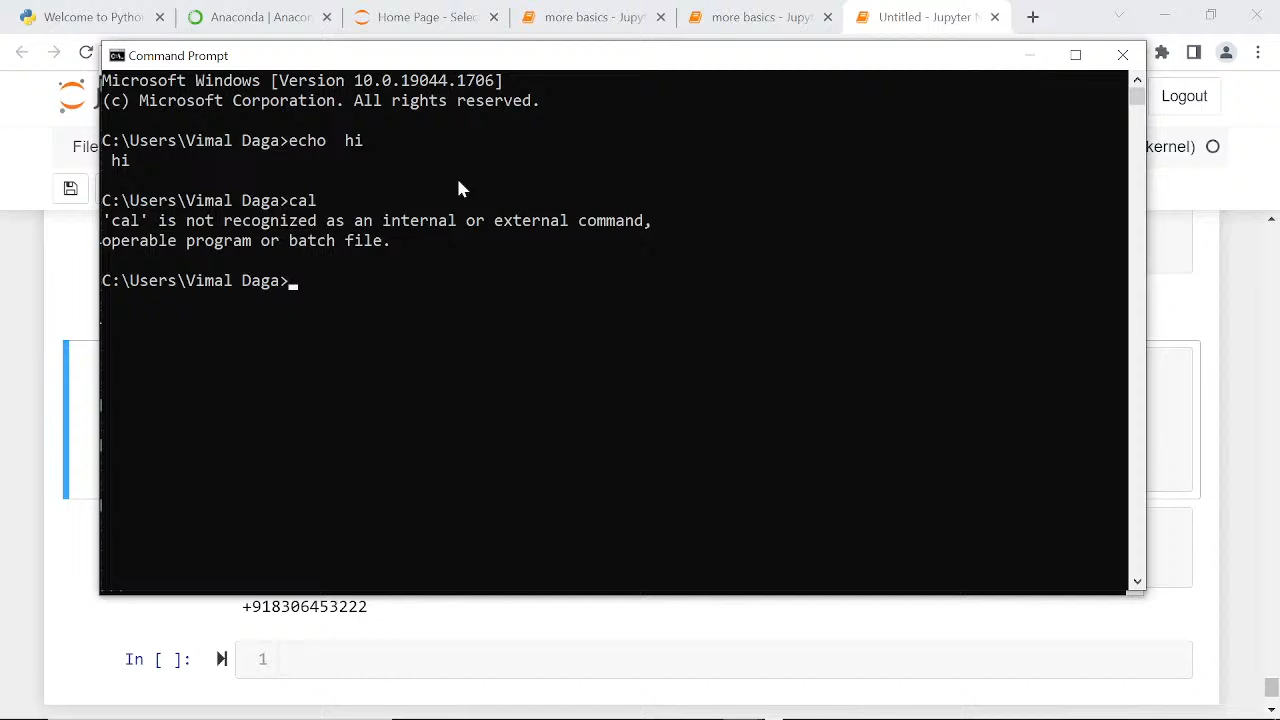 Welcome to Python
Anaconda | Anacon
Home Page - Selec
more basics - Jupyt
more basics - Jupyt
Untitled - Jupyter N
Command Prompt
Microsoft Windows [Version 10.0.19044.1706]
(c) Microsoft Corporation. All rights reserved.
Logout
C:\Users\Vimal Daga>echo  hi
 hi
File
kernel)
C:\Users\Vimal Daga>cal
'cal' is not recognized as an internal or external command,
operable program or batch file.
C:\Users\Vimal Daga>
+918306453222
In [ ]:
1